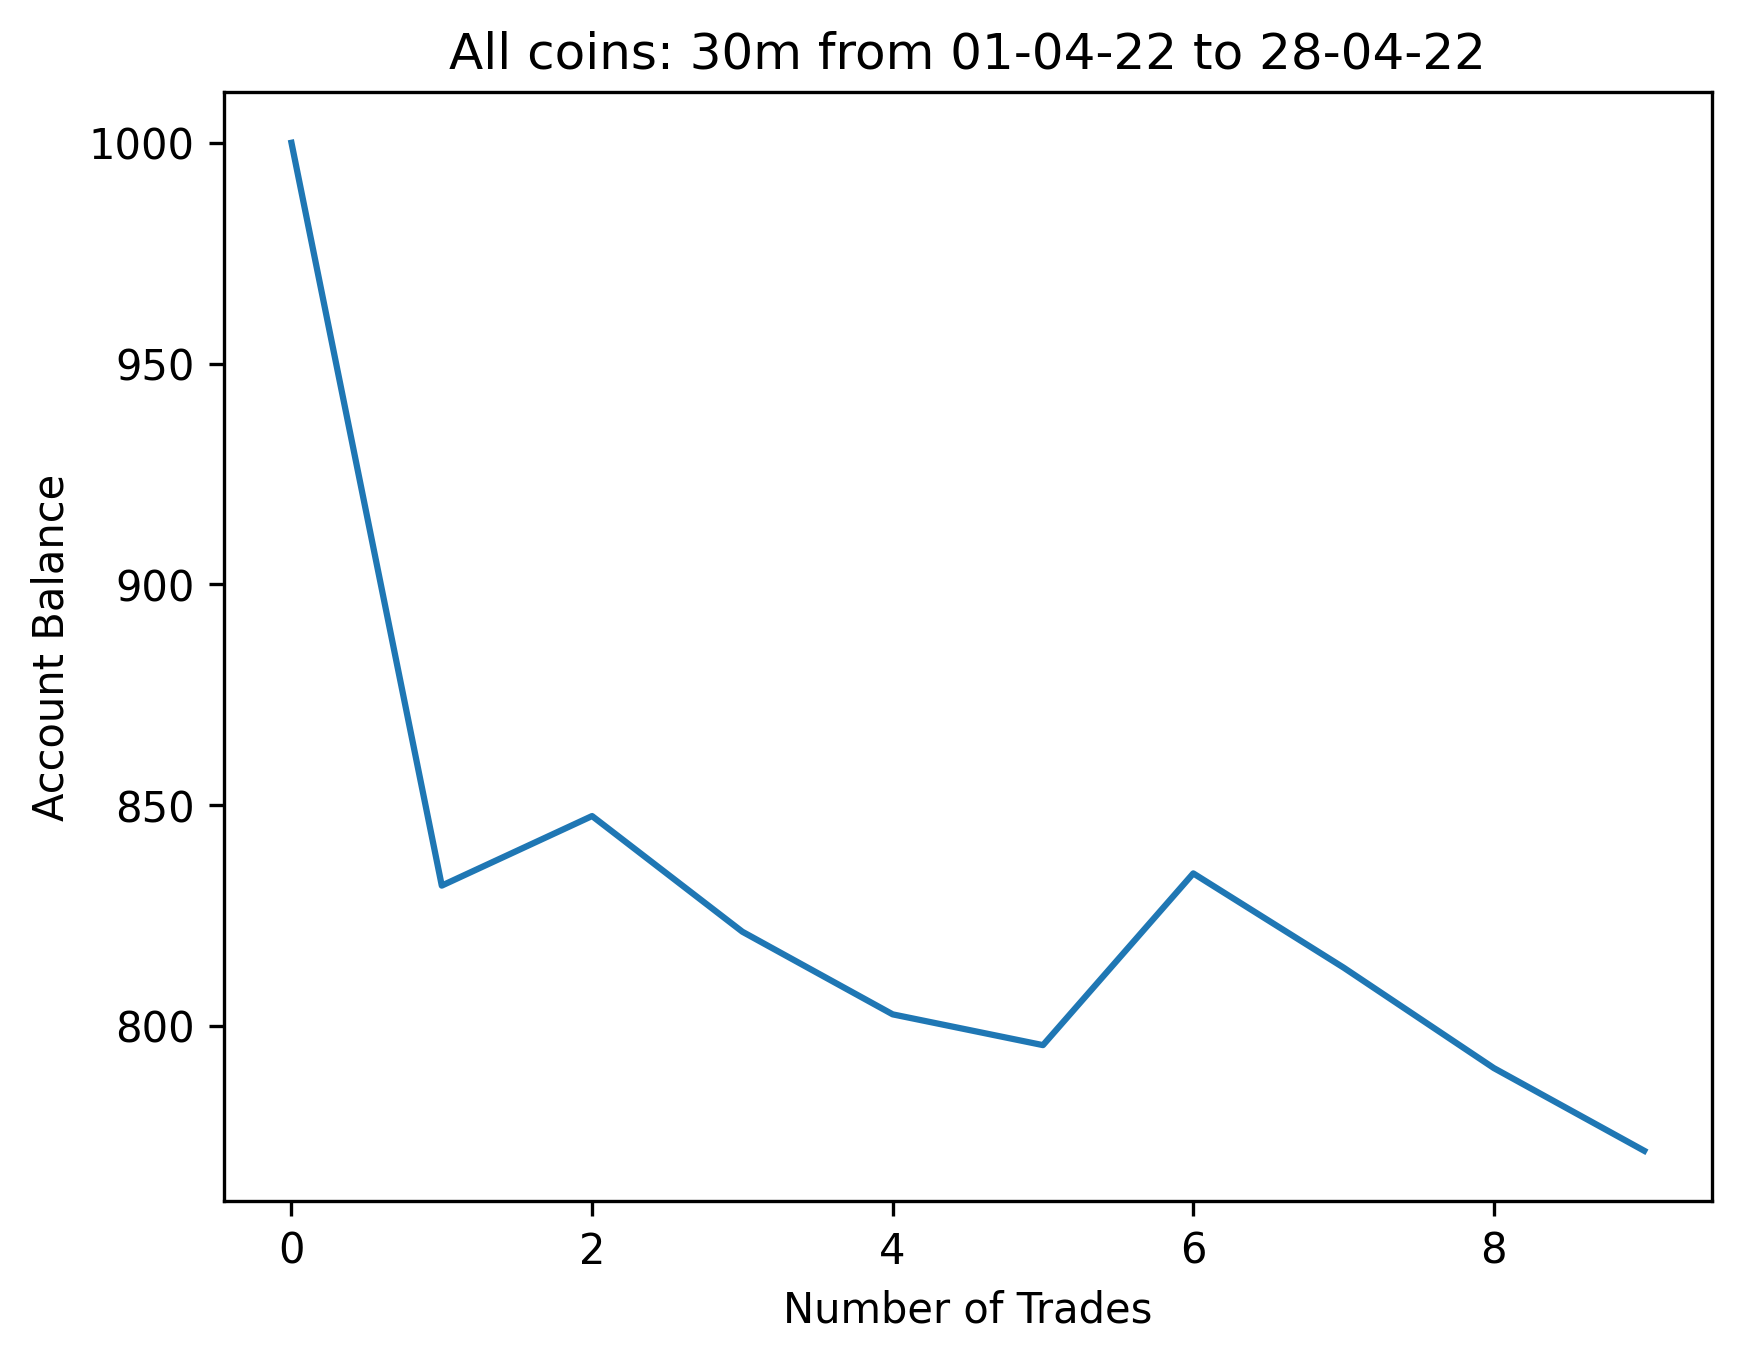 All coins: 30m from 01-04-22 to 28-04-22
1000
950
900
850
800
Account Balance
0 2 4 6 8
Number of Trades